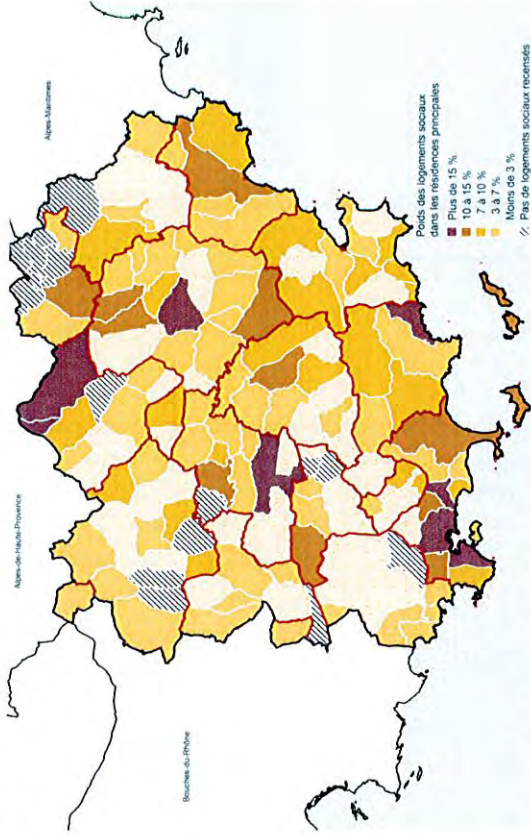 Alpes-de-Haute-Provence
Alpes-Maritimes
Bouches-du-Rhône
Poids des logements sociaux
dans les résidences principales
Plus de 15 %
10 à 15 %
7 à 10 %
3 à 7 %
Moins de 3 %
Pas de logements sociaux recensés